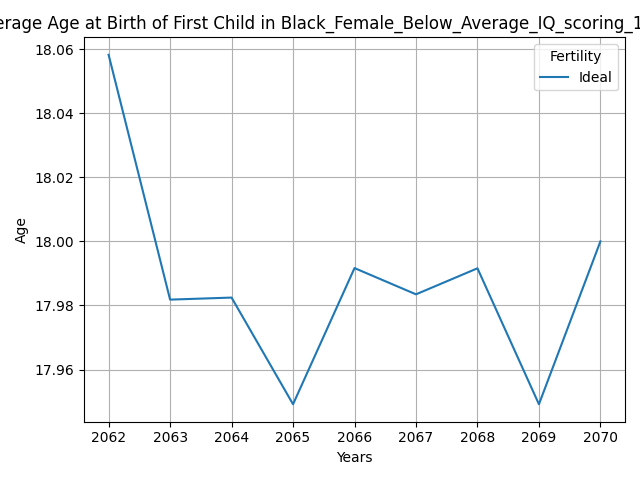 erage Age at Birth of First Child in Black_Female_Below_Average_IQ_scoring_1
Fertility
Ideal
18.06
18.04
18.02
18.00
17.98
17.96
Age
2062 2063 2064 2065 2066 2067 2068 2069 2070
Years